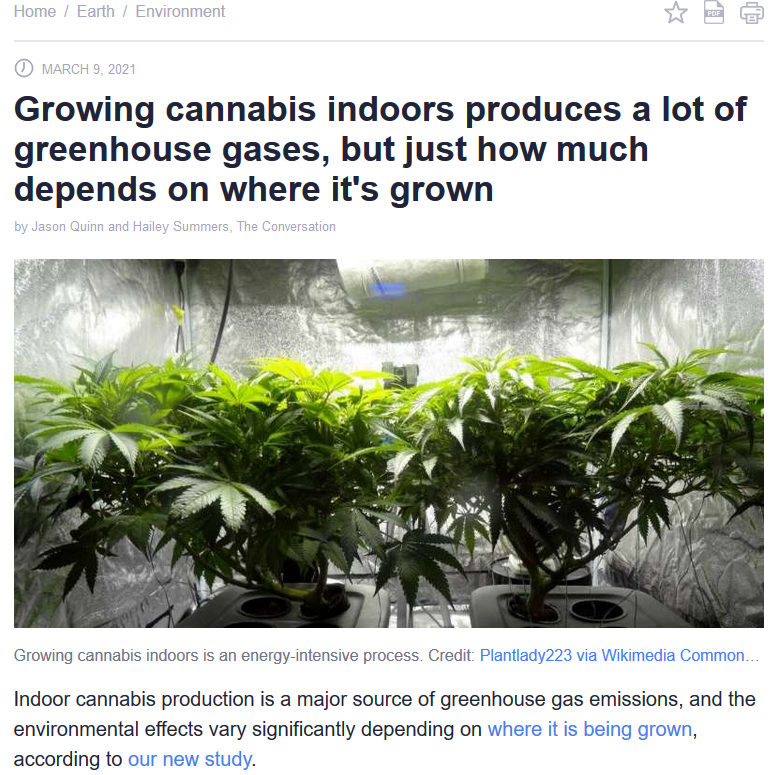 Home / Earth / Environment
PDF
MARCH 9, 2021
Growing cannabis indoors produces a lot of
greenhouse gases, but just how much
depends on where it's grown
by Jason Quinn and Hailey Summers, The Conversation
Growing cannabis indoors is an energy-intensive process. Credit: Plantlady223 via Wikimedia Common...
Indoor cannabis production is a major source of greenhouse gas emissions, and the
environmental effects vary significantly depending on where it is being grown,
according to our new study.